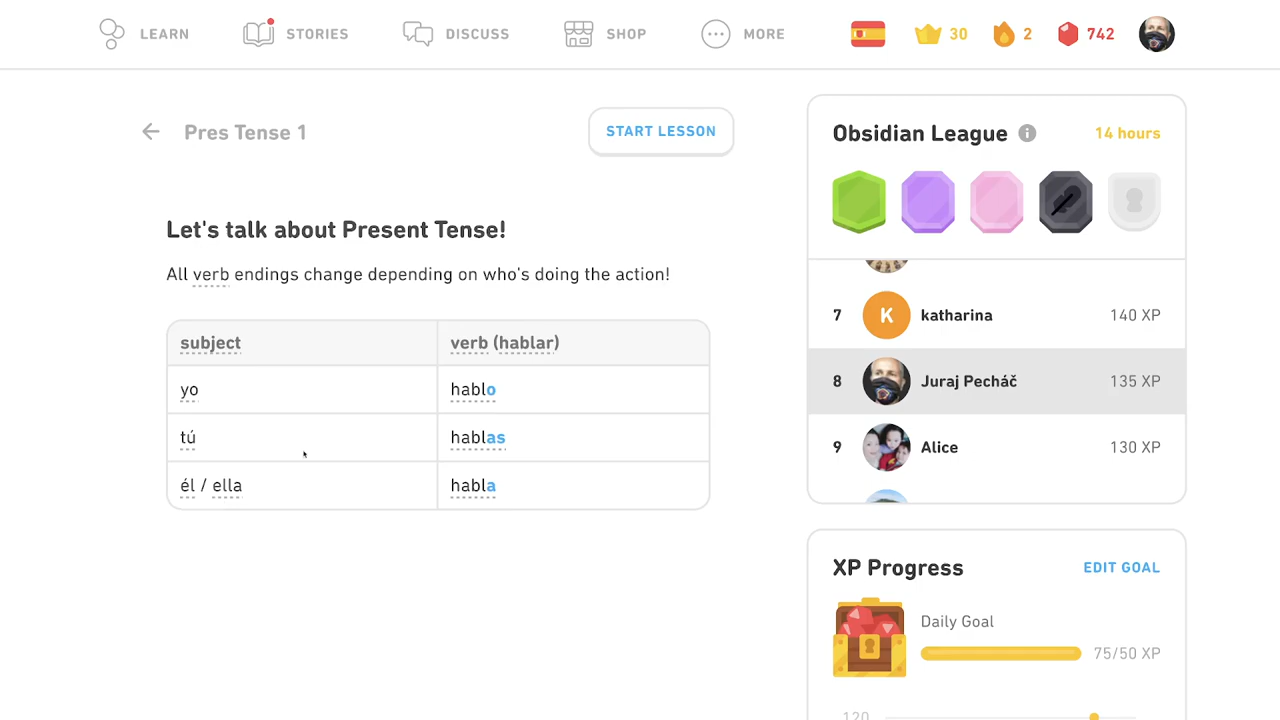 LEARN
STORIES
DISCUSS
SHOP
MORE
30
2
742
Pres Tense 1
START LESSON
Let's talk about Present Tense!
All verb endings change depending on who's doing the action!
subject verb (hablar)
yo hablo
tú hablas
él / ella habla
Obsidian League 14 hours
7 K katharina 140 XP
8 Juraj Pecháč 135 XP
9 Alice 130 XP
XP Progress EDIT GOAL
Daily Goal
75/50 XP
120